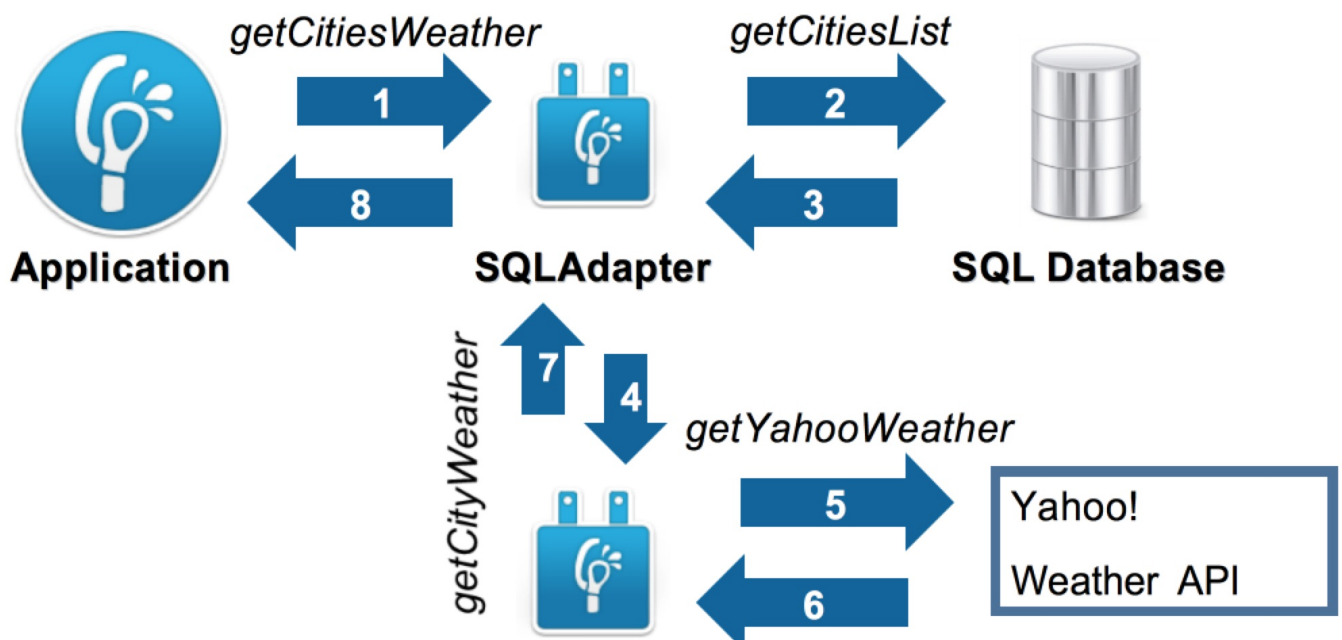 getCitiesWeather
getCitiesList
1
2
8
3
Application
SQLAdapter
SQL Database
7
4
getCityWeather
getYahooWeather
5
Yahoo!
Weather API
6